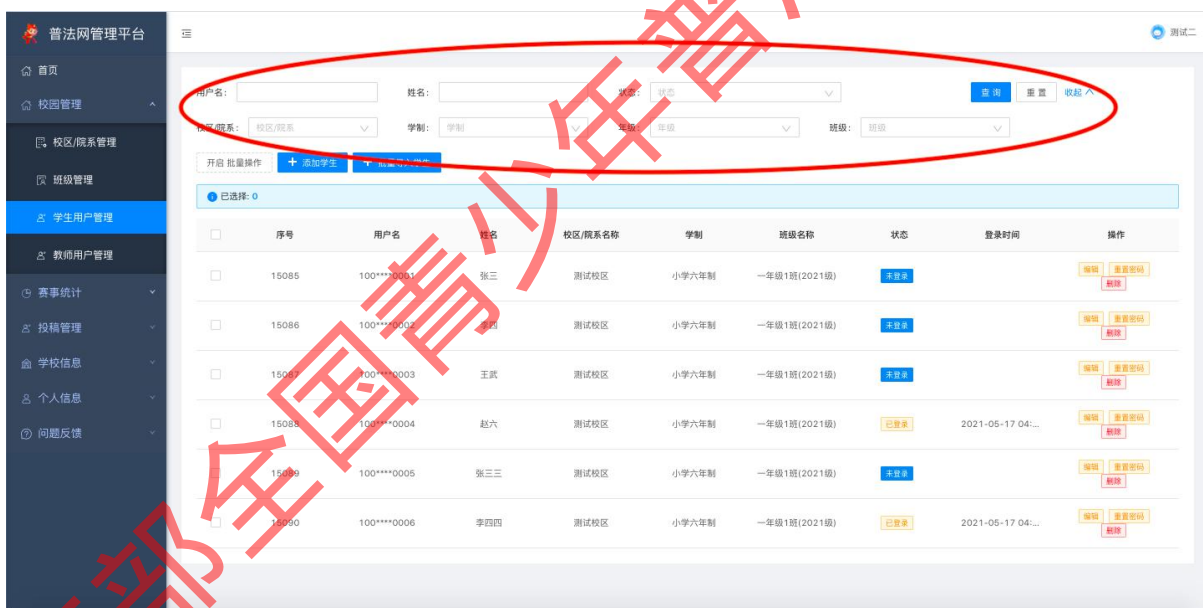 普法网管理平台
测试二
首页
校园管理
校区/院系管理
班级管理
学生用户管理
教师用户管理
赛事统计
投稿管理
学校信息
个人信息
问题反馈
用户名: 姓名: 状态: 状态 查询 重置 收起
校区/院系: 校区/院系 学制: 学制 年级: 年级 班级: 班级
开启 批量操作 + 添加学生 + 批量导入学生
已选择: 0
序号 用户名 姓名 校区/院系名称 学制 班级名称 状态 登录时间 操作
15085 100****0001 张三 测试校区 小学六年制 一年级1班(2021级) 未登录 编辑 重置密码 删除
15086 100****0002 李四 测试校区 小学六年制 一年级1班(2021级) 未登录 编辑 重置密码 删除
15087 100****0003 王武 测试校区 小学六年制 一年级1班(2021级) 未登录 编辑 重置密码 删除
15088 100****0004 赵六 测试校区 小学六年制 一年级1班(2021级) 已登录 2021-05-17 04:... 编辑 重置密码 删除
15089 100****0005 张三三 测试校区 小学六年制 一年级1班(2021级) 未登录 编辑 重置密码 删除
15090 100****0006 李四四 测试校区 小学六年制 一年级1班(2021级) 已登录 2021-05-17 04:... 编辑 重置密码 删除
部全国青少年普